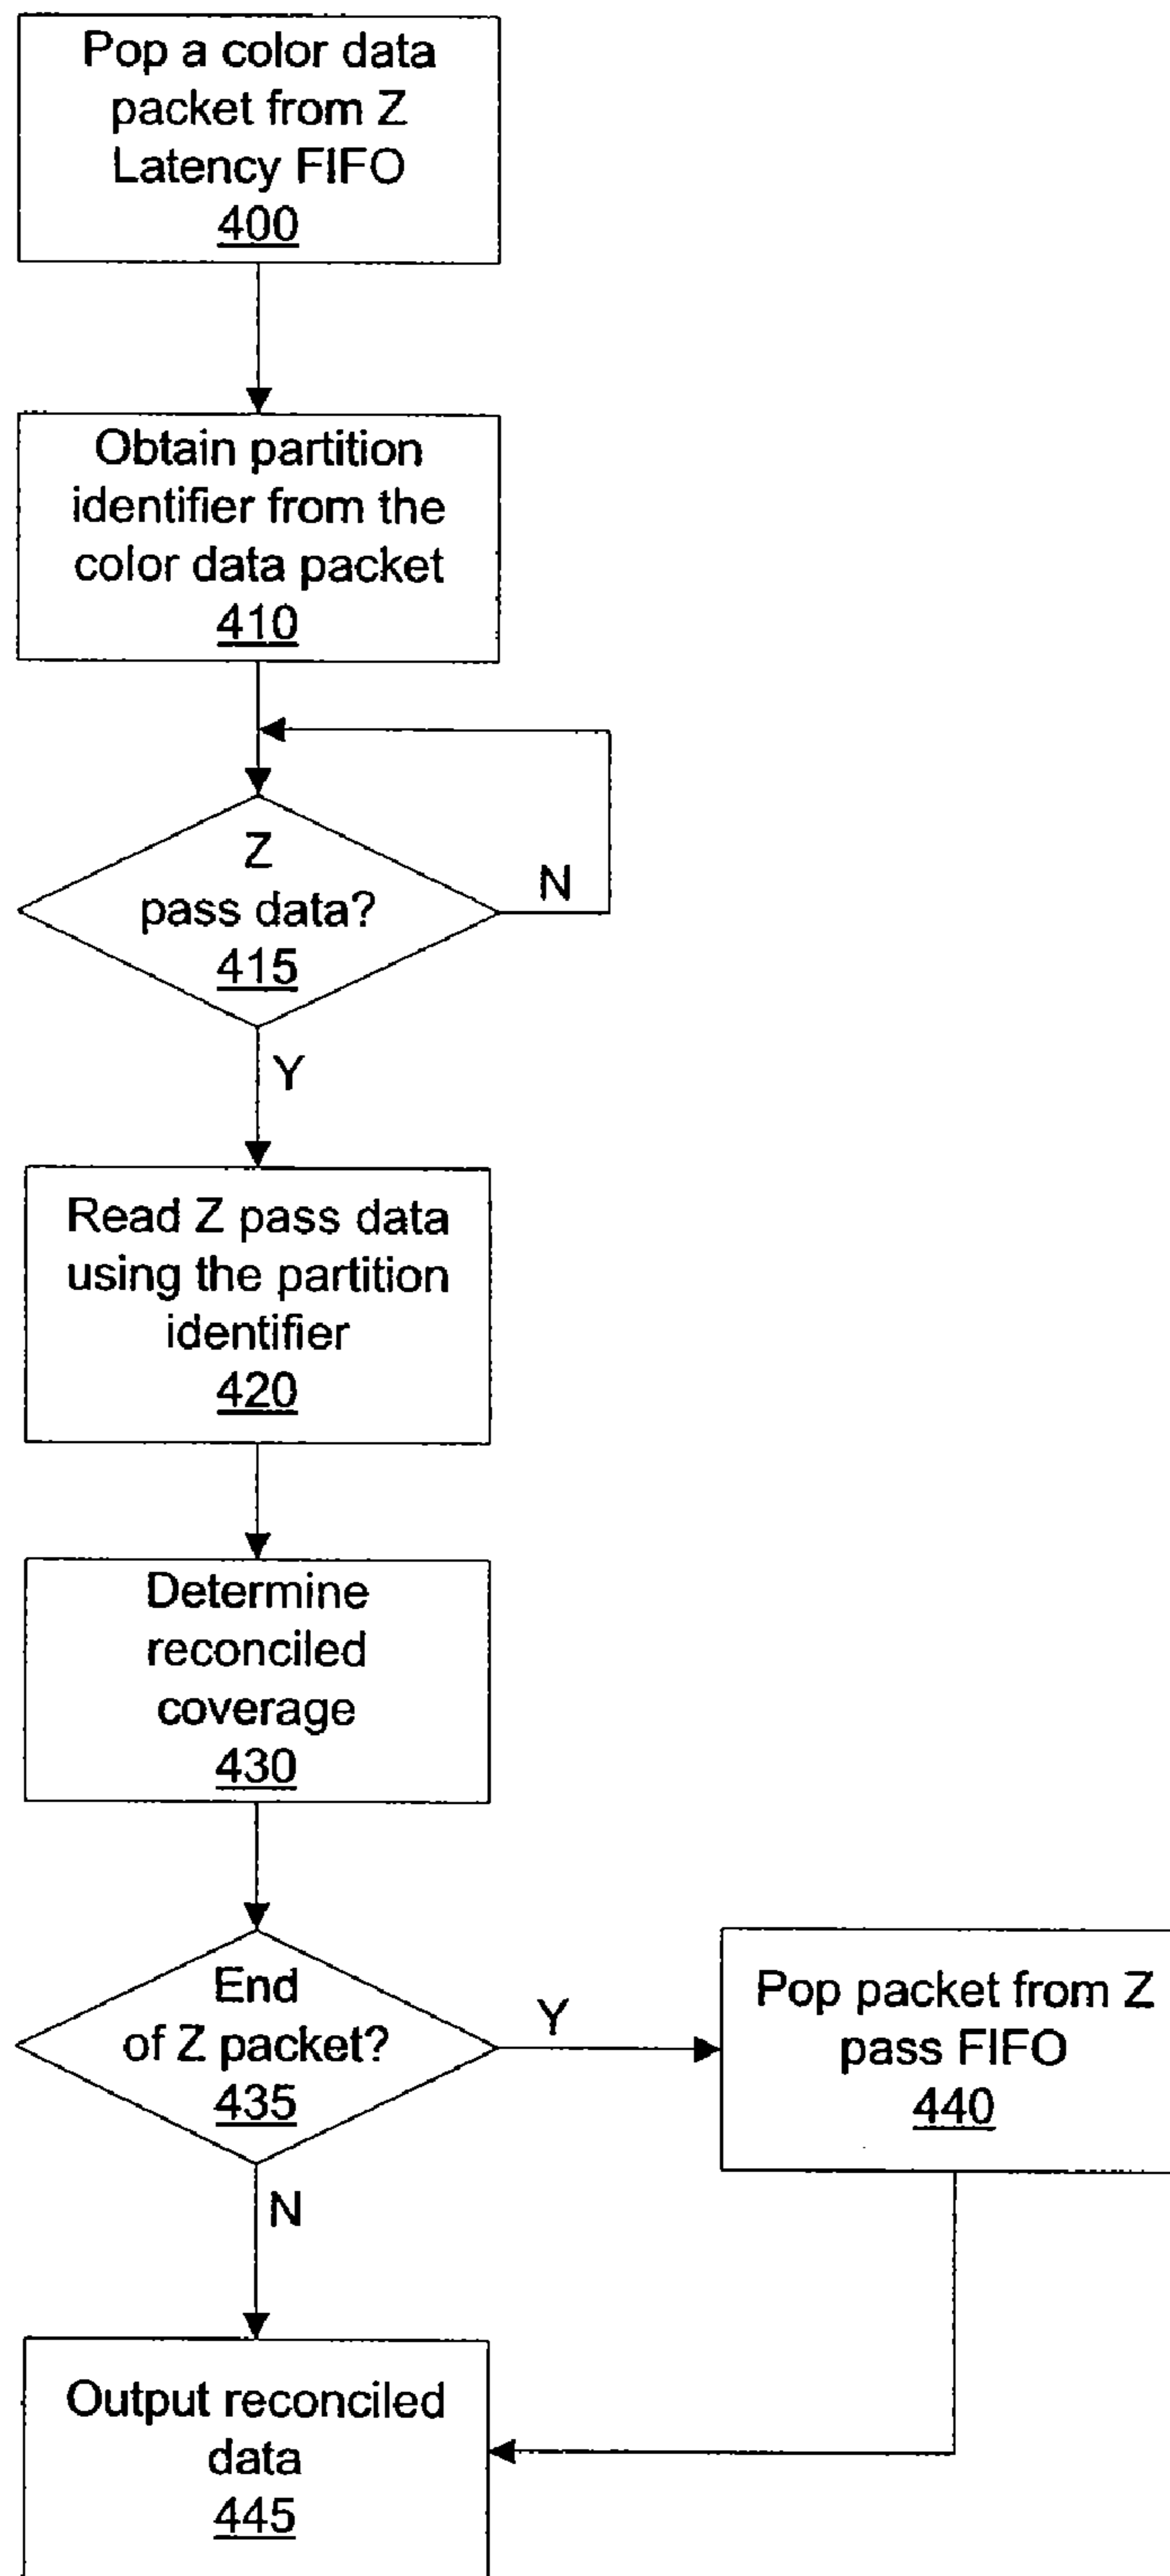 Pop a color data
packet from Z
Latency FIFO
400
Obtain partition
identifier from the
color data packet
410
Z
pass data?
415
N
Y
Read Z pass data
using the partition
identifier
420
Determine
reconciled
coverage
430
End
of Z packet?
435
Y
N
Pop packet from Z
pass FIFO
440
Output reconciled
data
445